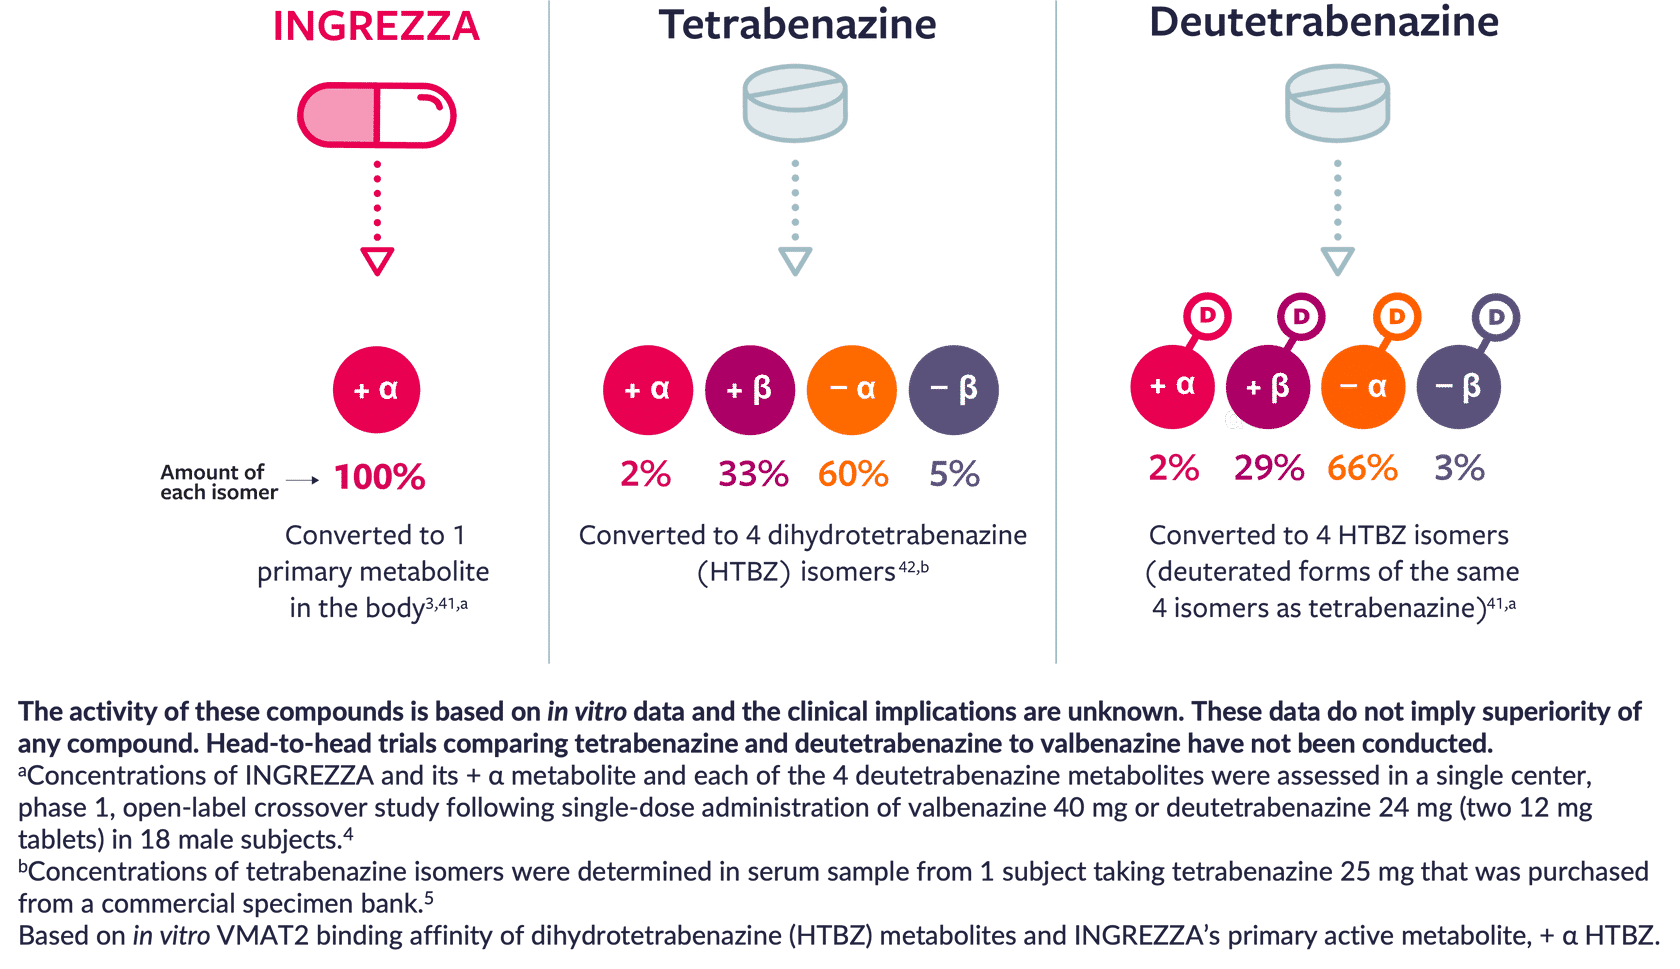 INGREZZA
Amount of
each isomer
+ α
100%
Converted to 1
primary metabolite
in the body3,41,a
Tetrabenazine
+ α + β − α − β
2% 33% 60% 5%
Converted to 4 dihydrotetrabenazine
(HTBZ) isomers42,b
Deutetrabenazine
D D D D
+ α + β − α − β
2% 29% 66% 3%
Converted to 4 HTBZ isomers
(deuterated forms of the same
4 isomers as tetrabenazine)41,a
The activity of these compounds is based on in vitro data and the clinical implications are unknown. These data do not imply superiority of
any compound. Head-to-head trials comparing tetrabenazine and deutetrabenazine to valbenazine have not been conducted.
aConcentrations of INGREZZA and its + α metabolite and each of the 4 deutetrabenazine metabolites were assessed in a single center,
phase 1, open-label crossover study following single-dose administration of valbenazine 40 mg or deutetrabenazine 24 mg (two 12 mg
tablets) in 18 male subjects.4
bConcentrations of tetrabenazine isomers were determined in serum sample from 1 subject taking tetrabenazine 25 mg that was purchased
from a commercial specimen bank.5
Based on in vitro VMAT2 binding affinity of dihydrotetrabenazine (HTBZ) metabolites and INGREZZA's primary active metabolite, + α HTBZ.